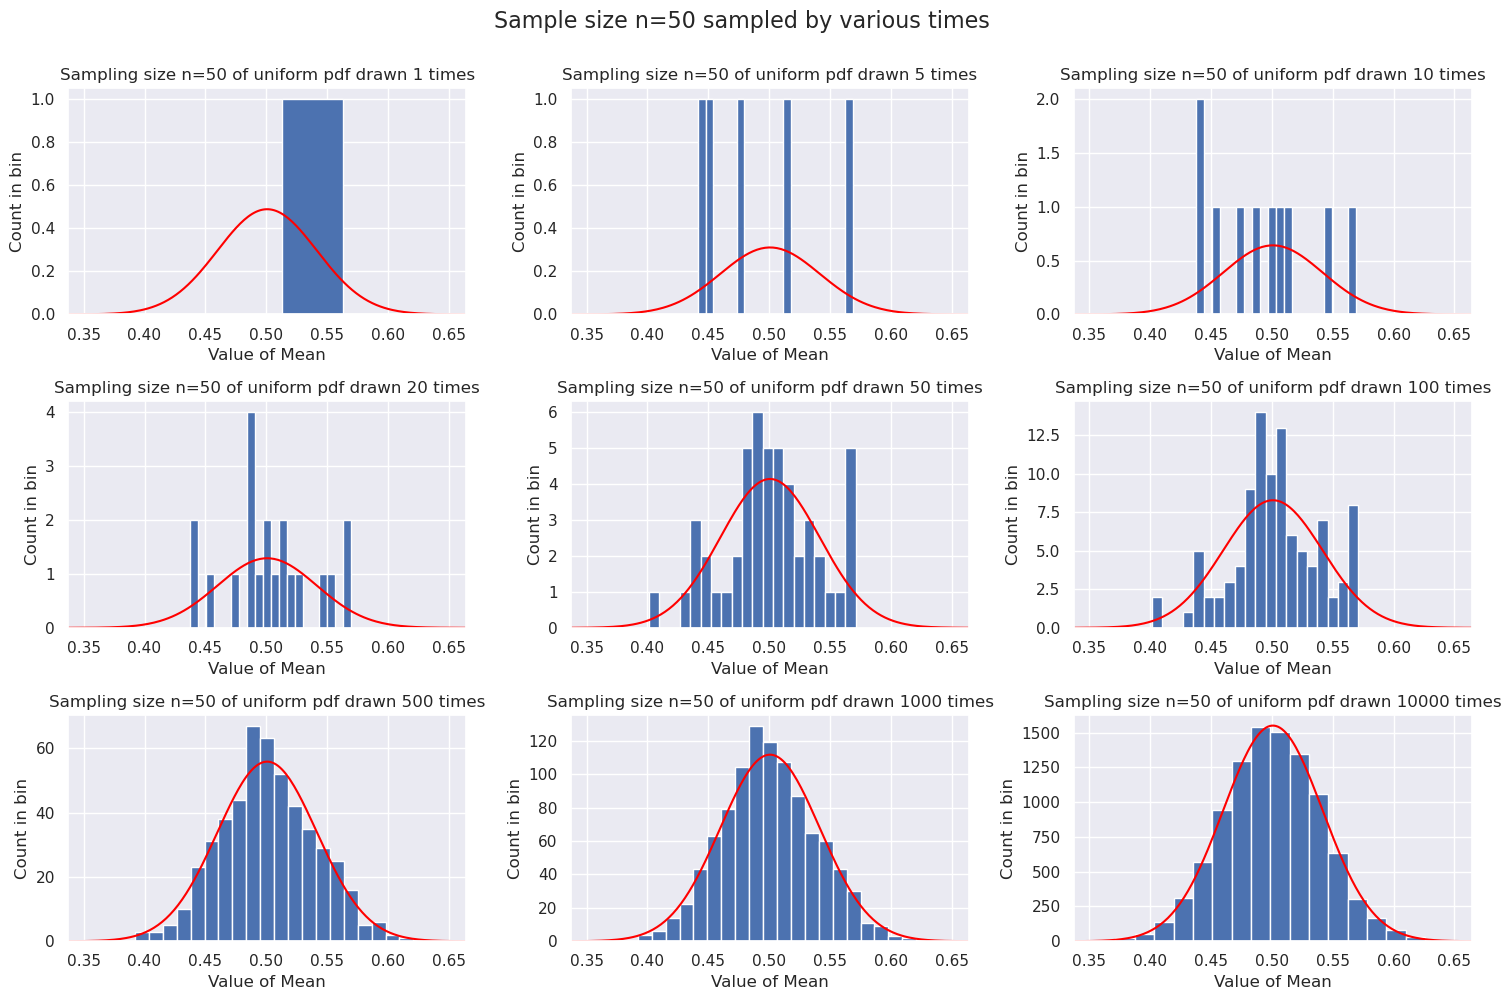 Sample size n=50 sampled by various times
Sampling size n=50 of uniform pdf drawn 1 times
Count in bin
1.0
0.8
0.6
0.4
0.2
0.0
0.35 0.40 0.45 0.50 0.55 0.60 0.65
Value of Mean
Sampling size n=50 of uniform pdf drawn 5 times
Count in bin
1.0
0.8
0.6
0.4
0.2
0.0
0.35 0.40 0.45 0.50 0.55 0.60 0.65
Value of Mean
Sampling size n=50 of uniform pdf drawn 10 times
Count in bin
2.0
1.5
1.0
0.5
0.0
0.35 0.40 0.45 0.50 0.55 0.60 0.65
Value of Mean
Sampling size n=50 of uniform pdf drawn 20 times
Count in bin
4
3
2
1
0
0.35 0.40 0.45 0.50 0.55 0.60 0.65
Value of Mean
Sampling size n=50 of uniform pdf drawn 50 times
Count in bin
6
5
4
3
2
1
0
0.35 0.40 0.45 0.50 0.55 0.60 0.65
Value of Mean
Sampling size n=50 of uniform pdf drawn 100 times
Count in bin
12.5
10.0
7.5
5.0
2.5
0.0
0.35 0.40 0.45 0.50 0.55 0.60 0.65
Value of Mean
Sampling size n=50 of uniform pdf drawn 500 times
Count in bin
60
40
20
0
0.35 0.40 0.45 0.50 0.55 0.60 0.65
Value of Mean
Sampling size n=50 of uniform pdf drawn 1000 times
Count in bin
120
100
80
60
40
20
0
0.35 0.40 0.45 0.50 0.55 0.60 0.65
Value of Mean
Sampling size n=50 of uniform pdf drawn 10000 times
Count in bin
1500
1250
1000
750
500
250
0
0.35 0.40 0.45 0.50 0.55 0.60 0.65
Value of Mean